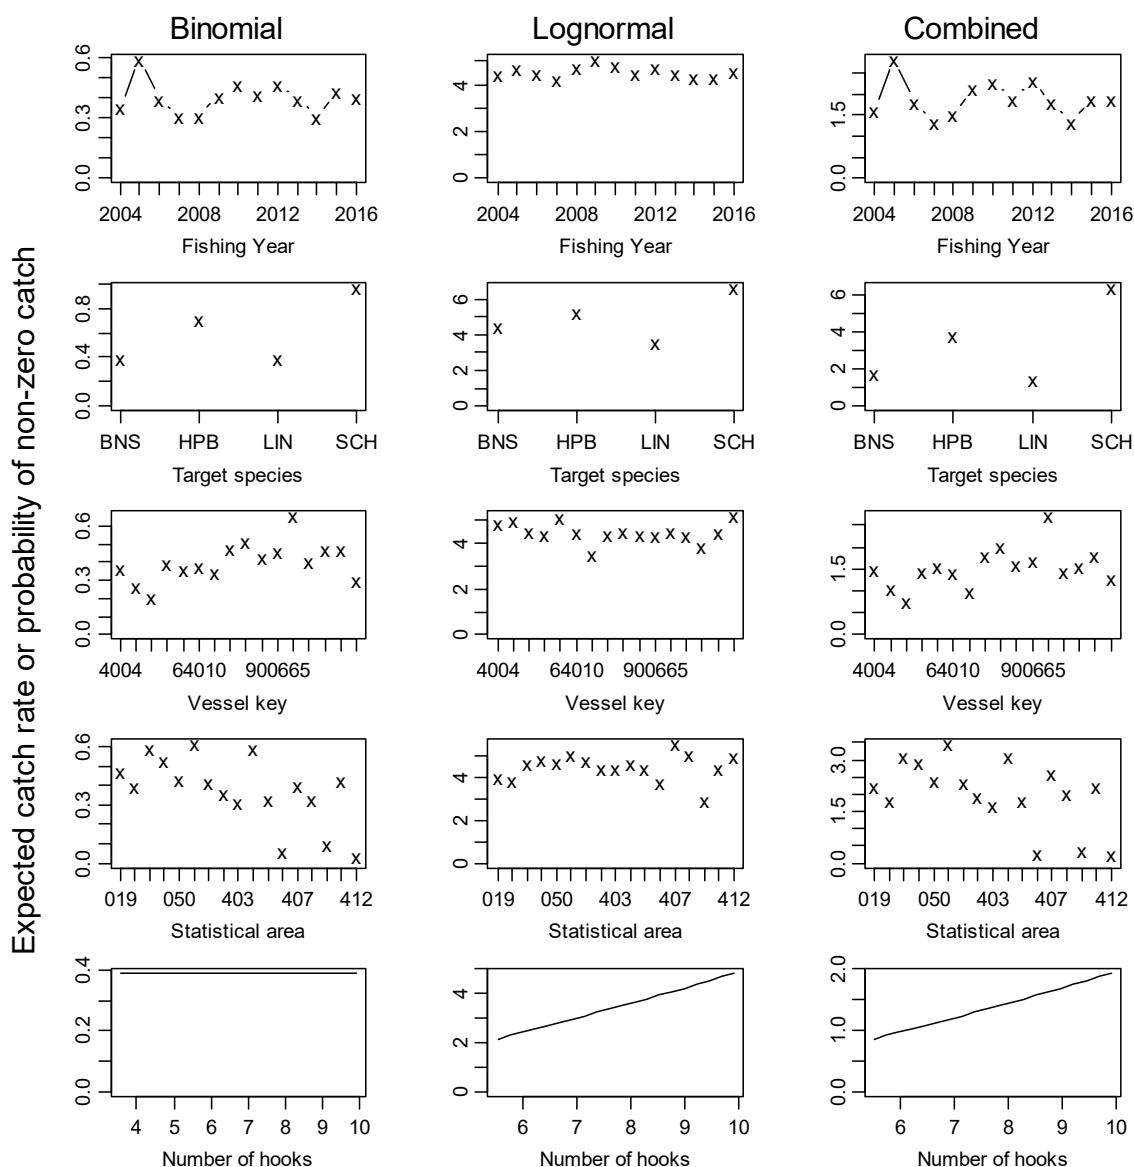 Binomial Lognormal Combined
Expected catch rate or probability of non-zero catch
0.0 0.3 0.6
0 2 4
0.0 1.5
2004 2008 2012 2016 2004 2008 2012 2016 2004 2008 2012 2016
Fishing Year Fishing Year Fishing Year
0.0 0.4 0.8
0 2 4 6
0 2 4 6
BNS HPB LIN SCH BNS HPB LIN SCH BNS HPB LIN SCH
Target species Target species Target species
0.0 0.3 0.6
0 2 4
0.0 1.5
4004 64010 900665 4004 64010 900665 4004 64010 900665
Vessel key Vessel key Vessel key
0.0 0.3 0.6
0 2 4
0.0 1.5 3.0
019 050 403 407 412 019 050 403 407 412 019 050 403 407 412
Statistical area Statistical area Statistical area
0.0 0.2 0.4
0 2 4
0.0 1.0 2.0
4 5 6 7 8 9 10 6 7 8 9 10 6 7 8 9 10
Number of hooks Number of hooks Number of hooks